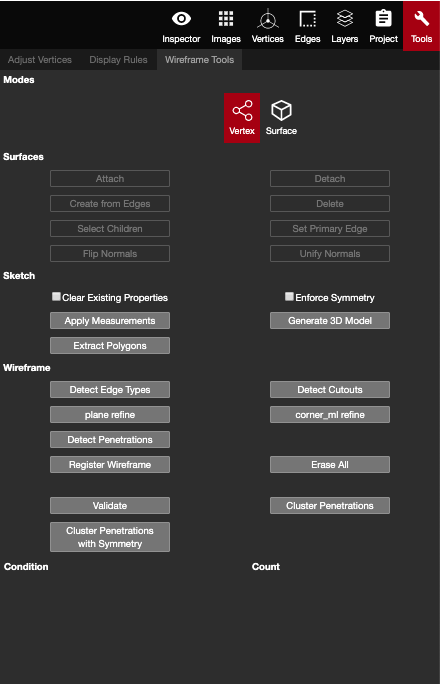 Inspector Images Vertices Edges Layers Project Tools
Adjust Vertices Display Rules Wireframe Tools
Modes
Vertex Surface
Surfaces
Attach Detach
Create from Edges Delete
Select Children Set Primary Edge
Flip Normals Unify Normals
Sketch
Clear Existing Properties Enforce Symmetry
Apply Measurements Generate 3D Model
Extract Polygons
Wireframe
Detect Edge Types Detect Cutouts
plane refine corner_ml refine
Detect Penetrations
Register Wireframe Erase All
Validate Cluster Penetrations
Cluster Penetrations
with Symmetry
Condition Count